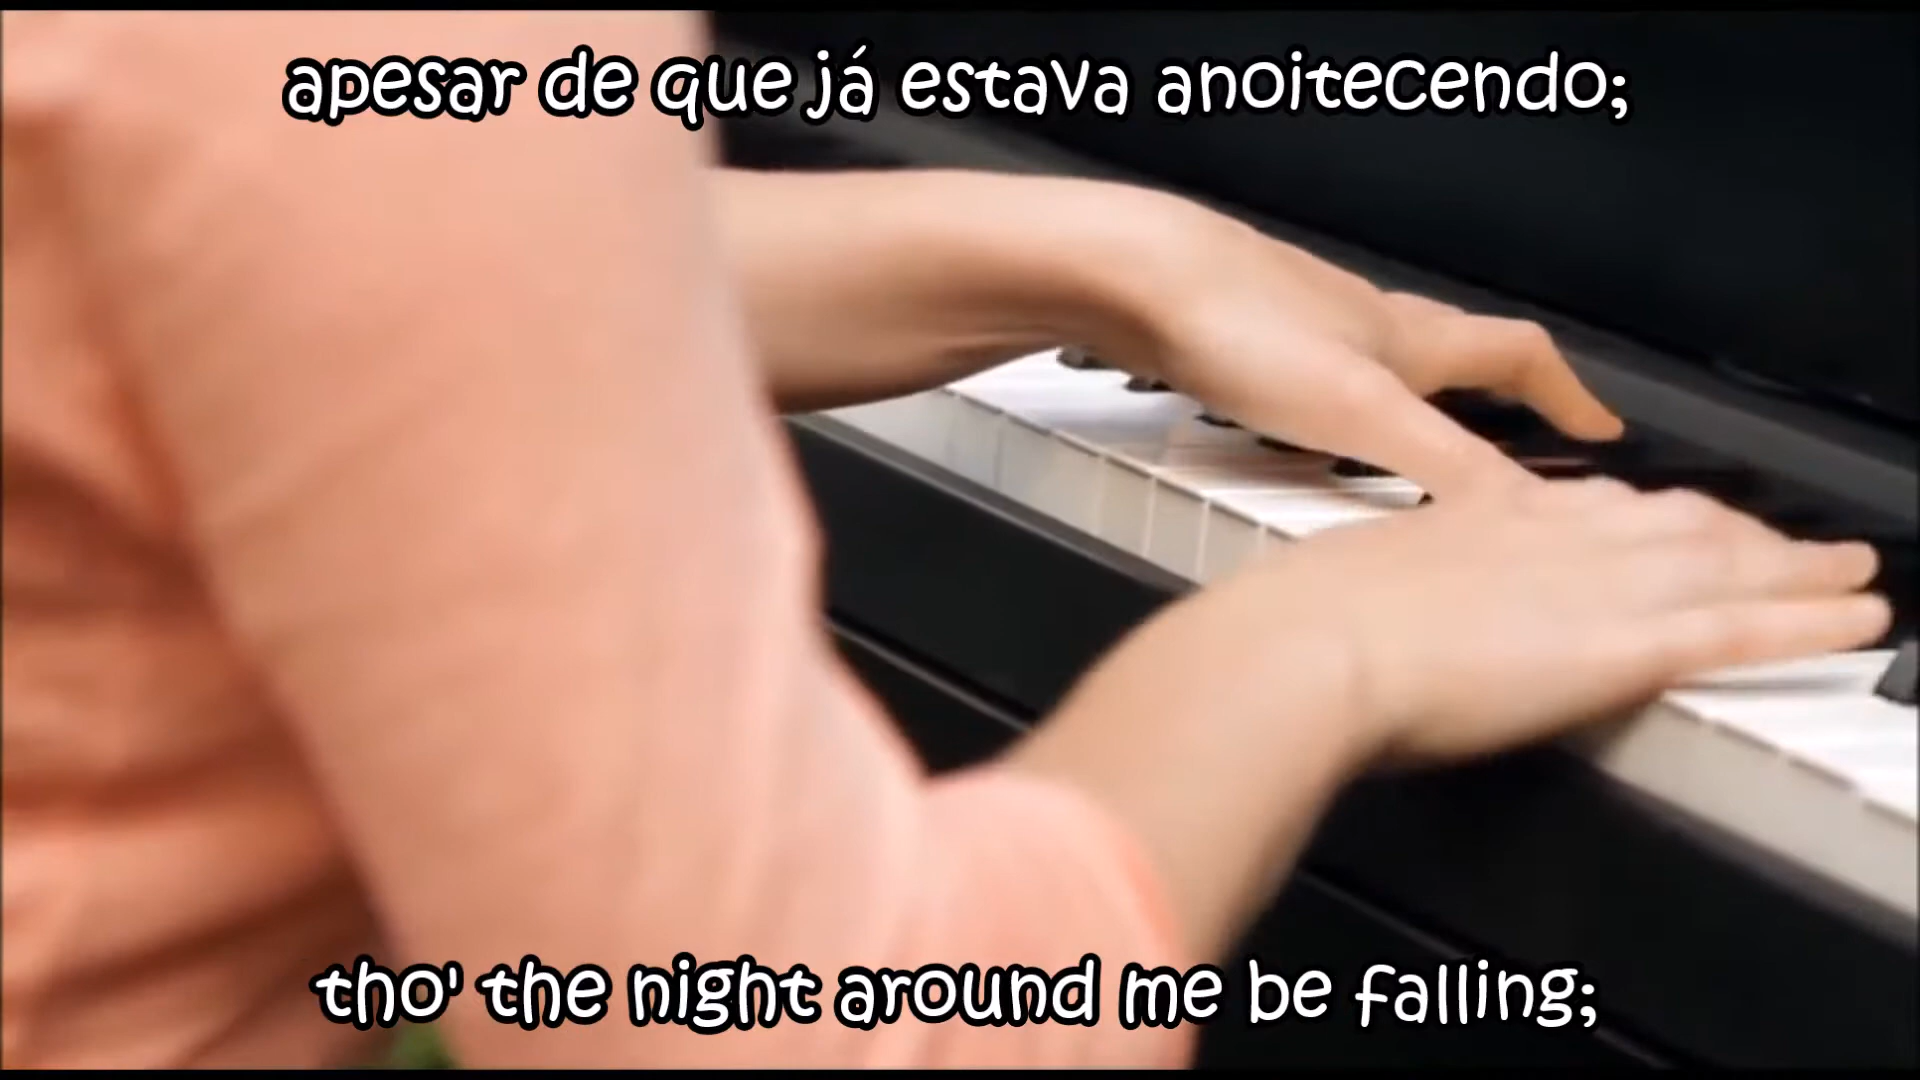 apesar de que já estava anoitecendo;
tho' the night around me be falling;